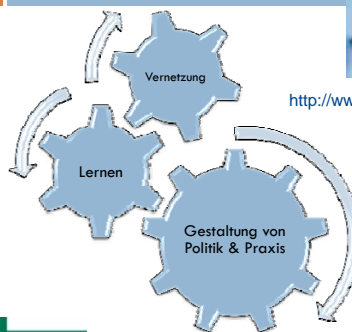 Vernetzung
http://ww
Lernen
Gestaltung von
Politik & Praxis